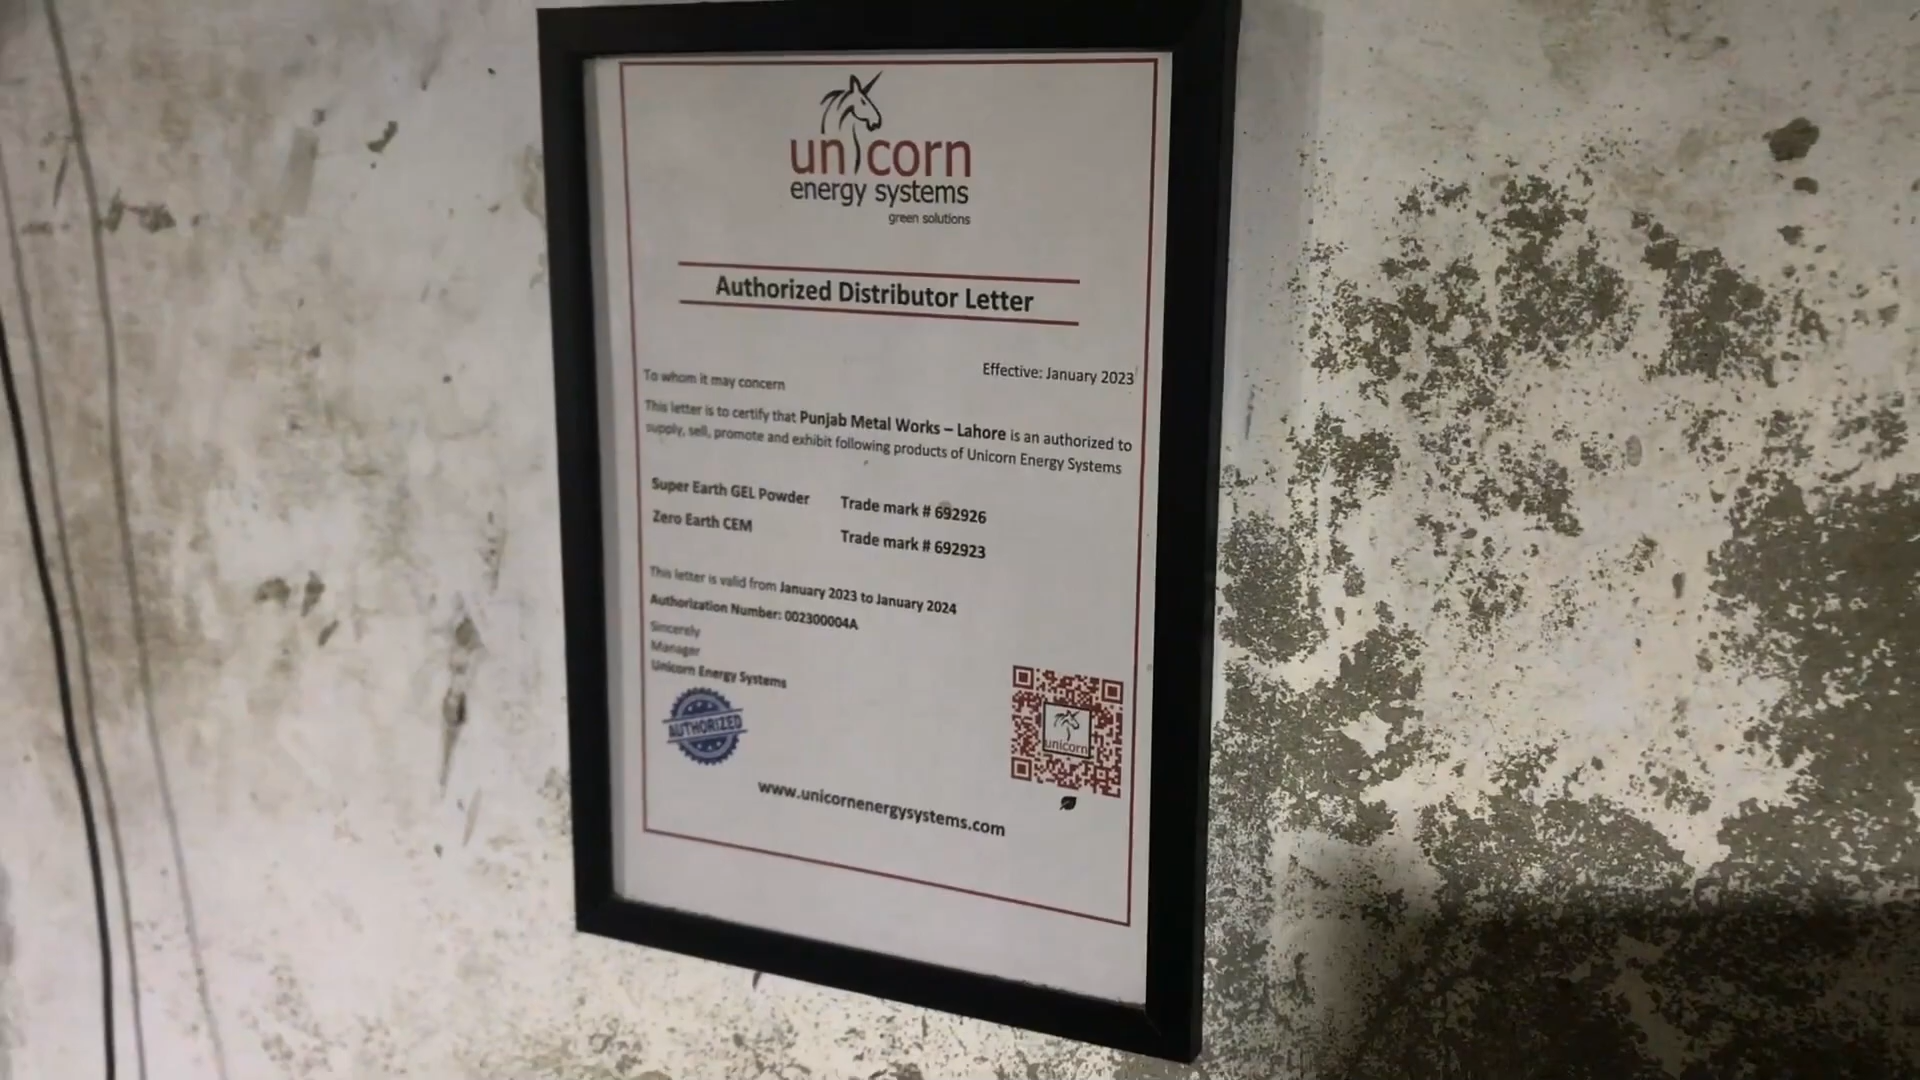 unicorn
energy systems
green solutions
Authorized Distributor Letter
Effective: January 2023
To whom it may concern
This letter is to certify that Punjab Metal Works – Lahore is an authorized to
supply, sell, promote and exhibit following products of Unicorn Energy Systems
Super Earth GEL Powder Trade mark # 692926
Zero Earth CEM Trade mark # 692923
This letter is valid from January 2023 to January 2024
Authorization Number: 002300004A
Sincerely
Manager
Unicorn Energy Systems
AUTHORIZED
unicorn
www.unicornenergysystems.com